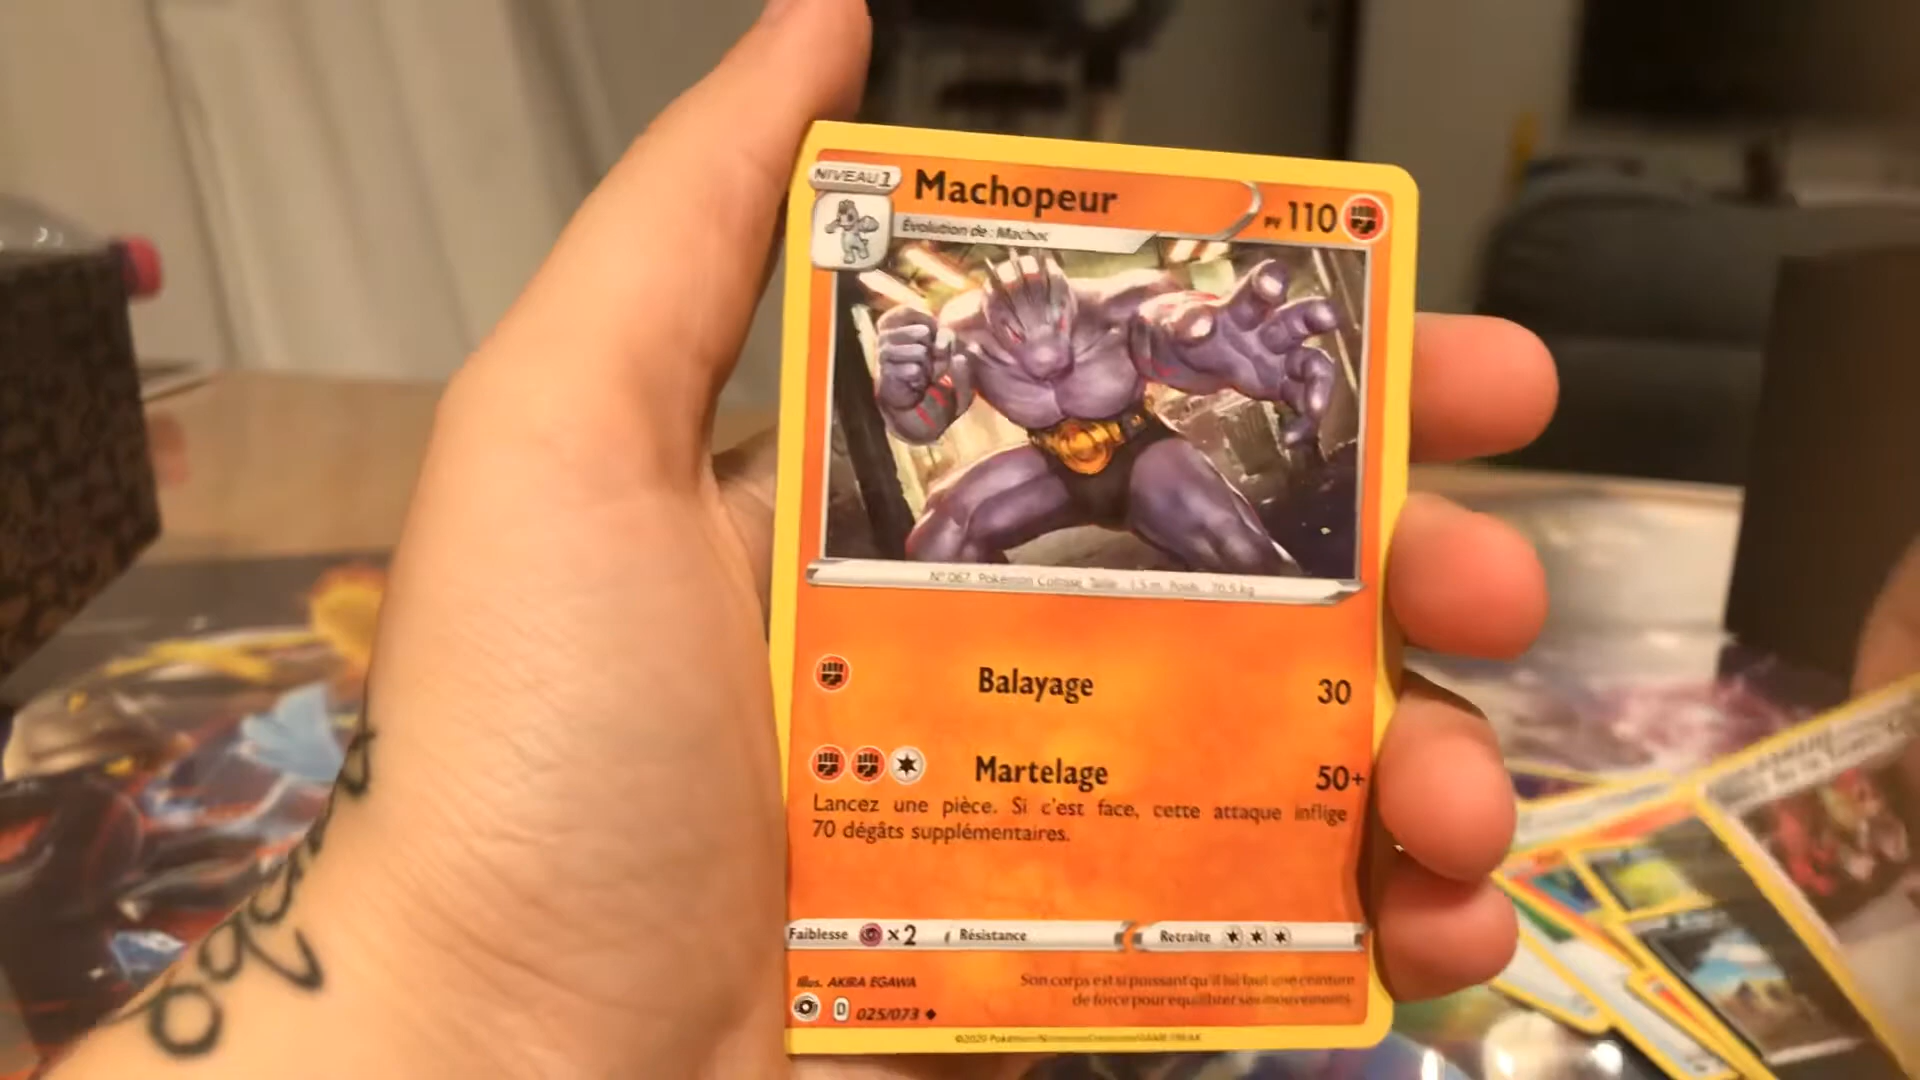 NIVEAU 1
Machopeur
PV 110
Évolution de : Machoc
N° 067 Pokémon Colosse Taille : 1,5 m Poids : 70,5 kg
Balayage 30
Martelage 50+
Lancez une pièce. Si c'est face, cette attaque inflige
70 dégâts supplémentaires.
Faiblesse ×2 Résistance Retraite
Illus. AKIRA EGAWA
Son corps est si puissant qu'il lui faut une ceinture
de force pour équilibrer ses mouvements.
D 025/073
©2020 Pokémon/Nintendo/Creatures/GAME FREAK